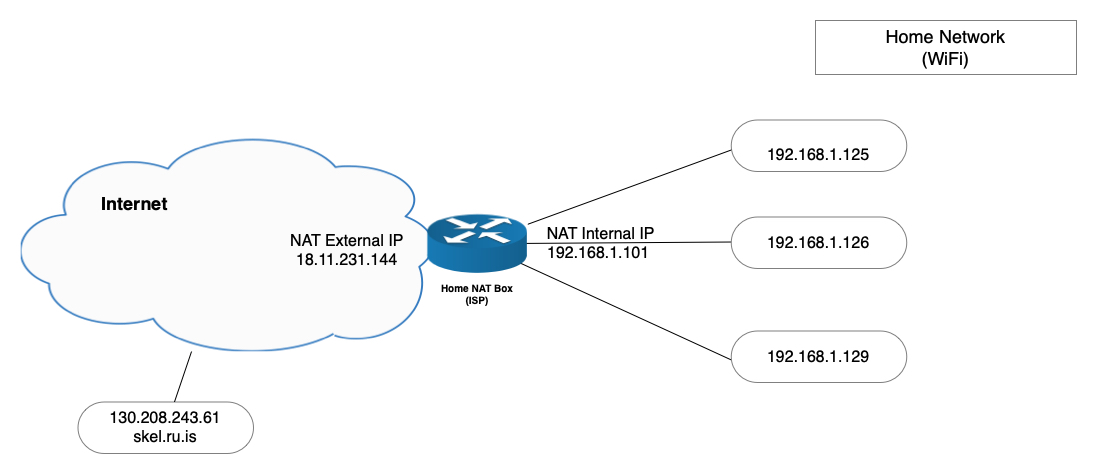 Home Network
(WiFi)
192.168.1.125
Internet
NAT External IP
18.11.231.144
NAT Internal IP
192.168.1.101
192.168.1.126
Home NAT Box
(ISP)
192.168.1.129
130.208.243.61
skel.ru.is